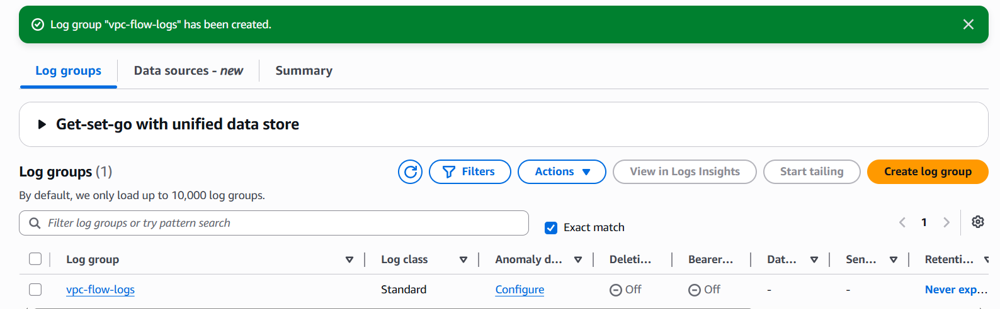 Log group "vpc-flow-logs" has been created.
Log groups Data sources - new Summary
Get-set-go with unified data store
Log groups (1) Filters Actions View in Logs Insights Start tailing Create log group
By default, we only load up to 10,000 log groups.
Filter log groups or try pattern search Exact match 1
Log group Log class Anomaly d... Deleti... Bearer... Dat... Sen... Retenti...
vpc-flow-logs Standard Configure Off Off - - Never exp...